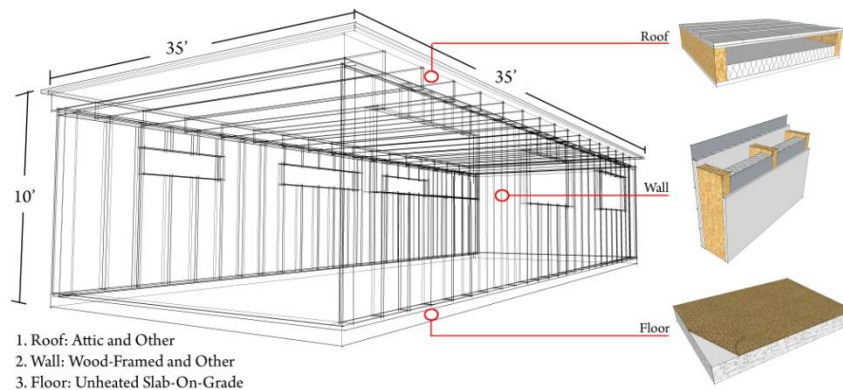 35'
35'
10'
Roof
Wall
Floor
1. Roof: Attic and Other
2. Wall: Wood-Framed and Other
3. Floor: Unheated Slab-On-Grade